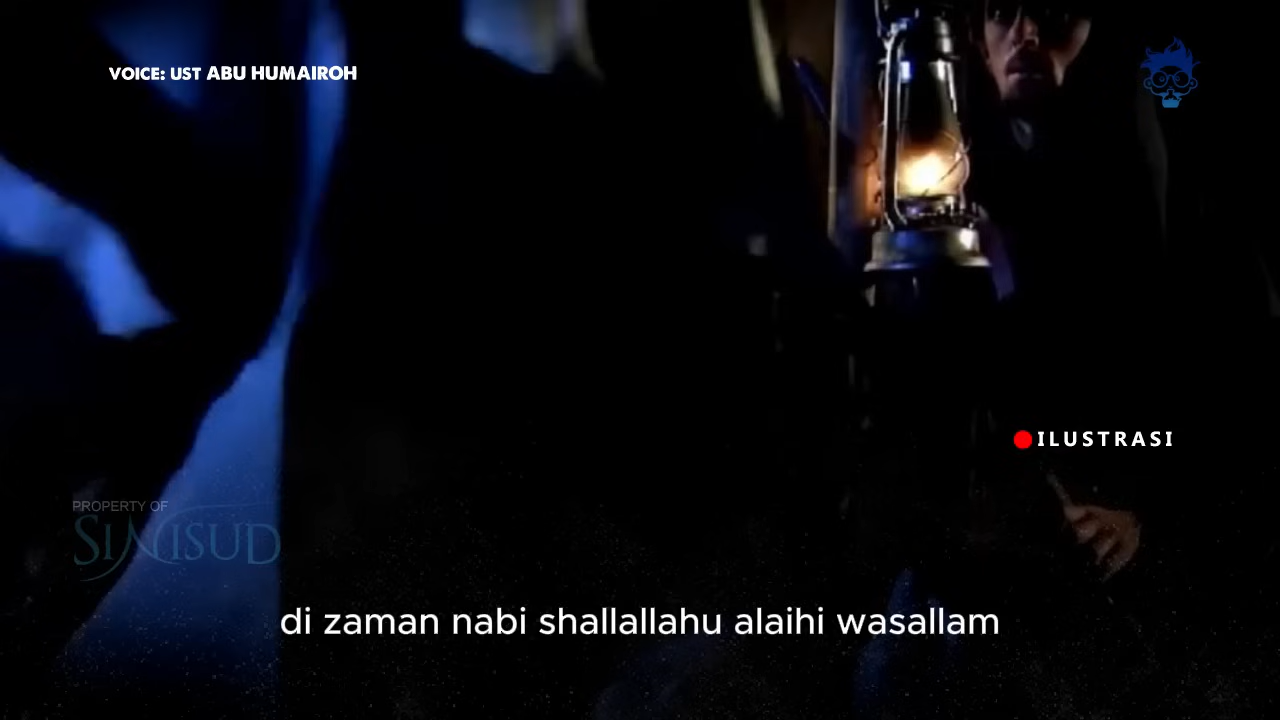 VOICE: UST ABU HUMAIROH
ILUSTRASI
PROPERTY OF
SINISUD
di zaman nabi shallallahu alaihi wasallam